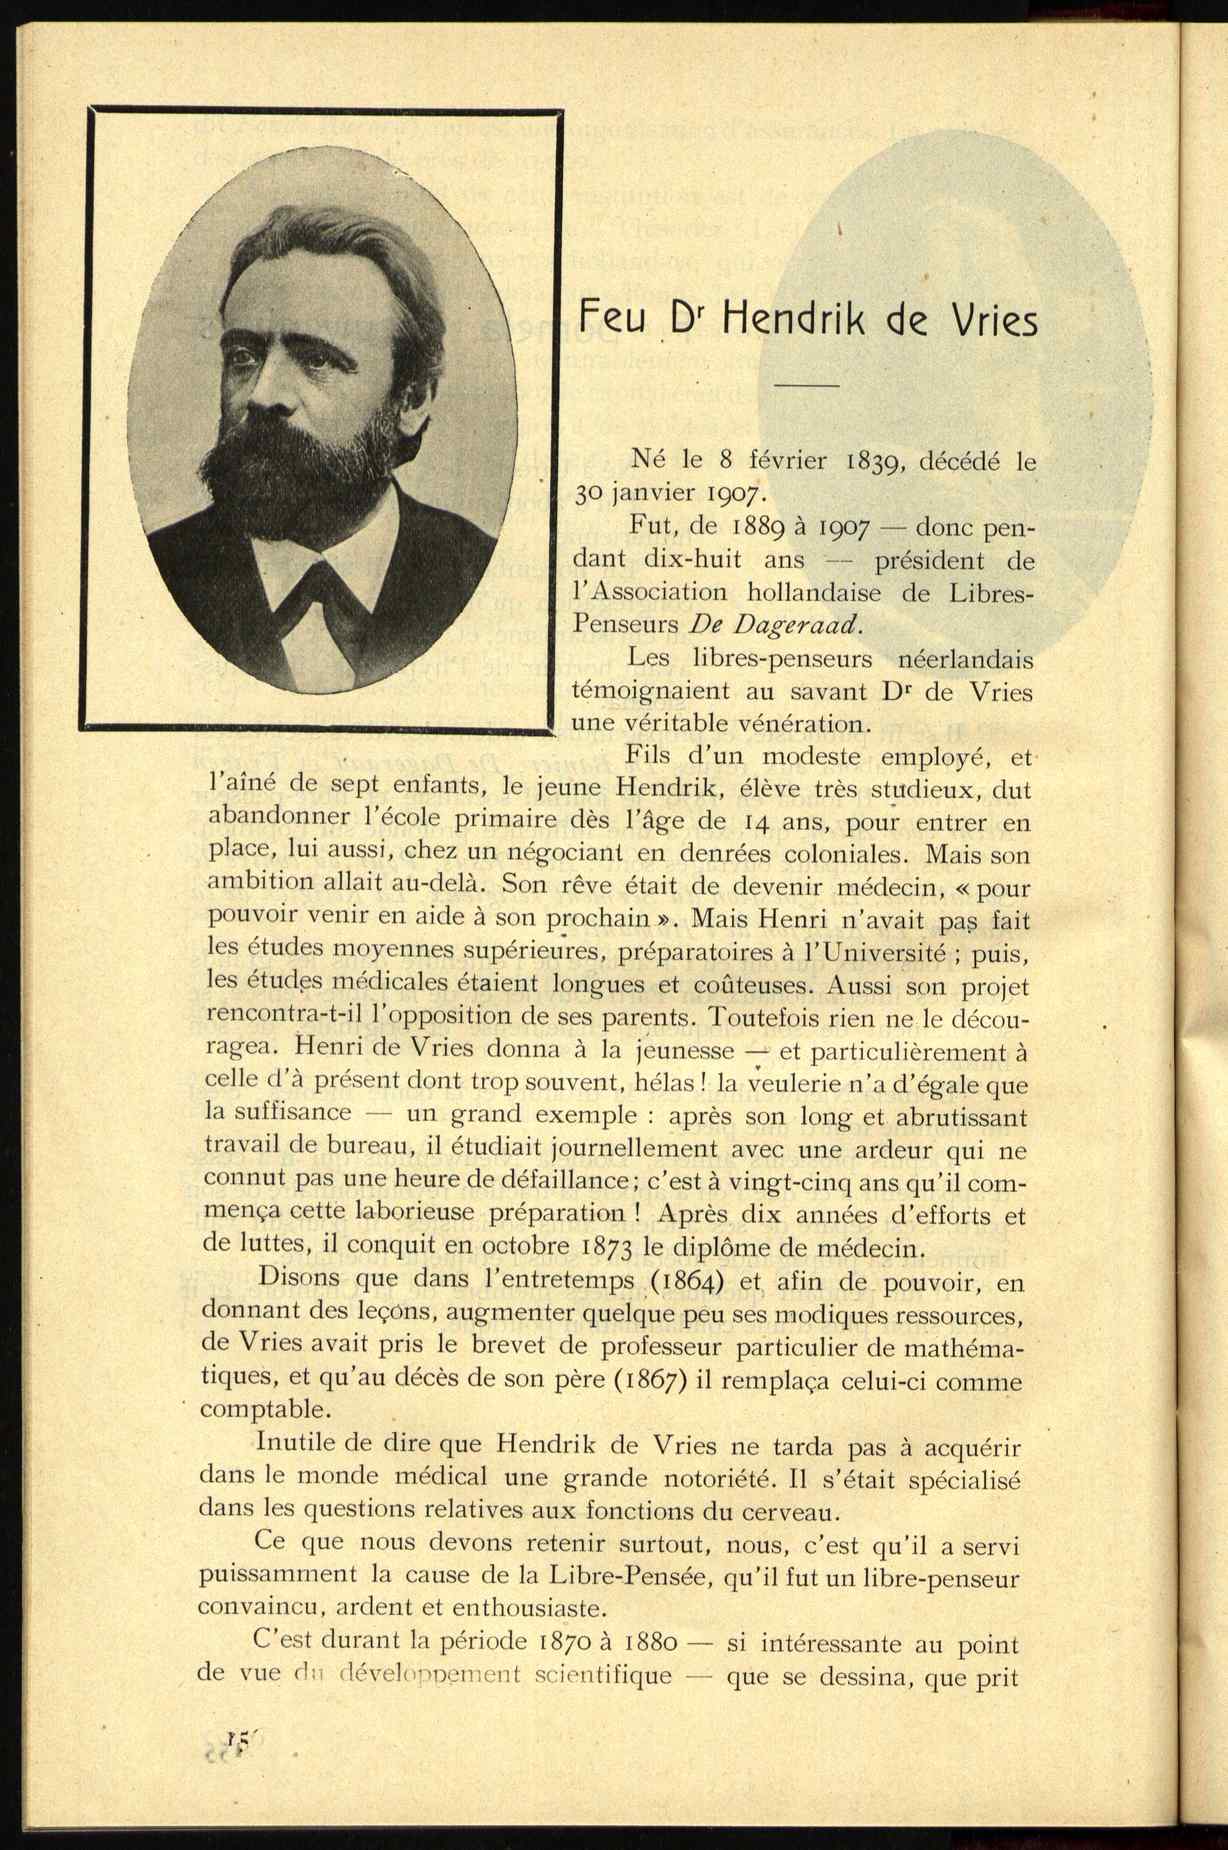 Feu Dr Hendrik de Vries
Né le 8 février 1839, décédé le
30 janvier 1907.
Fut, de 1889 à 1907 — donc pen-
dant dix-huit ans — président de
l'Association hollandaise de Libres-
Penseurs De Dageraad.
Les libres-penseurs néerlandais
témoignaient au savant Dr de Vries
une véritable vénération.
Fils d'un modeste employé, et
l'aîné de sept enfants, le jeune Hendrik, élève très studieux, dut
abandonner l'école primaire dès l'âge de 14 ans, pour entrer en
place, lui aussi, chez un négociant en denrées coloniales. Mais son
ambition allait au-delà. Son rêve était de devenir médecin, « pour
pouvoir venir en aide à son prochain ». Mais Henri n'avait pas fait
les études moyennes supérieures, préparatoires à l'Université ; puis,
les études médicales étaient longues et coûteuses. Aussi son projet
rencontra-t-il l'opposition de ses parents. Toutefois rien ne le décou-
ragea. Henri de Vries donna à la jeunesse — et particulièrement à
celle d'à présent dont trop souvent, hélas ! la veulerie n'a d'égale que
la suffisance — un grand exemple : après son long et abrutissant
travail de bureau, il étudiait journellement avec une ardeur qui ne
connut pas une heure de défaillance; c'est à vingt-cinq ans qu'il com-
mença cette laborieuse préparation ! Après dix années d'efforts et
de luttes, il conquit en octobre 1873 le diplôme de médecin.
Disons que dans l'entretemps (1864) et afin de pouvoir, en
donnant des leçons, augmenter quelque peu ses modiques ressources,
de Vries avait pris le brevet de professeur particulier de mathéma-
tiques, et qu'au décès de son père (1867) il remplaça celui-ci comme
comptable.
Inutile de dire que Hendrik de Vries ne tarda pas à acquérir
dans le monde médical une grande notoriété. Il s'était spécialisé
dans les questions relatives aux fonctions du cerveau.
Ce que nous devons retenir surtout, nous, c'est qu'il a servi
puissamment la cause de la Libre-Pensée, qu'il fut un libre-penseur
convaincu, ardent et enthousiaste.
C'est durant la période 1870 à 1880 — si intéressante au point
de vue du développement scientifique — que se dessina, que prit